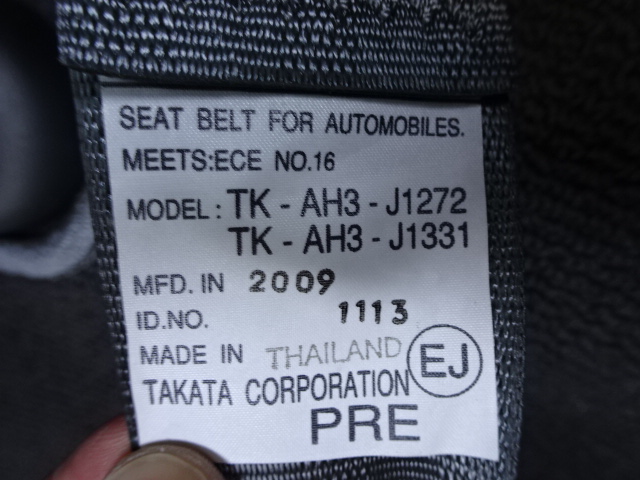 SEAT BELT FOR AUTOMOBILES.
MEETS:ECE NO.16
MODEL : TK - AH3 - J1272
TK - AH3 - J1331
MFD. IN 2009
ID.NO. 1113
MADE IN THAILAND
EJ
TAKATA CORPORATION
PRE